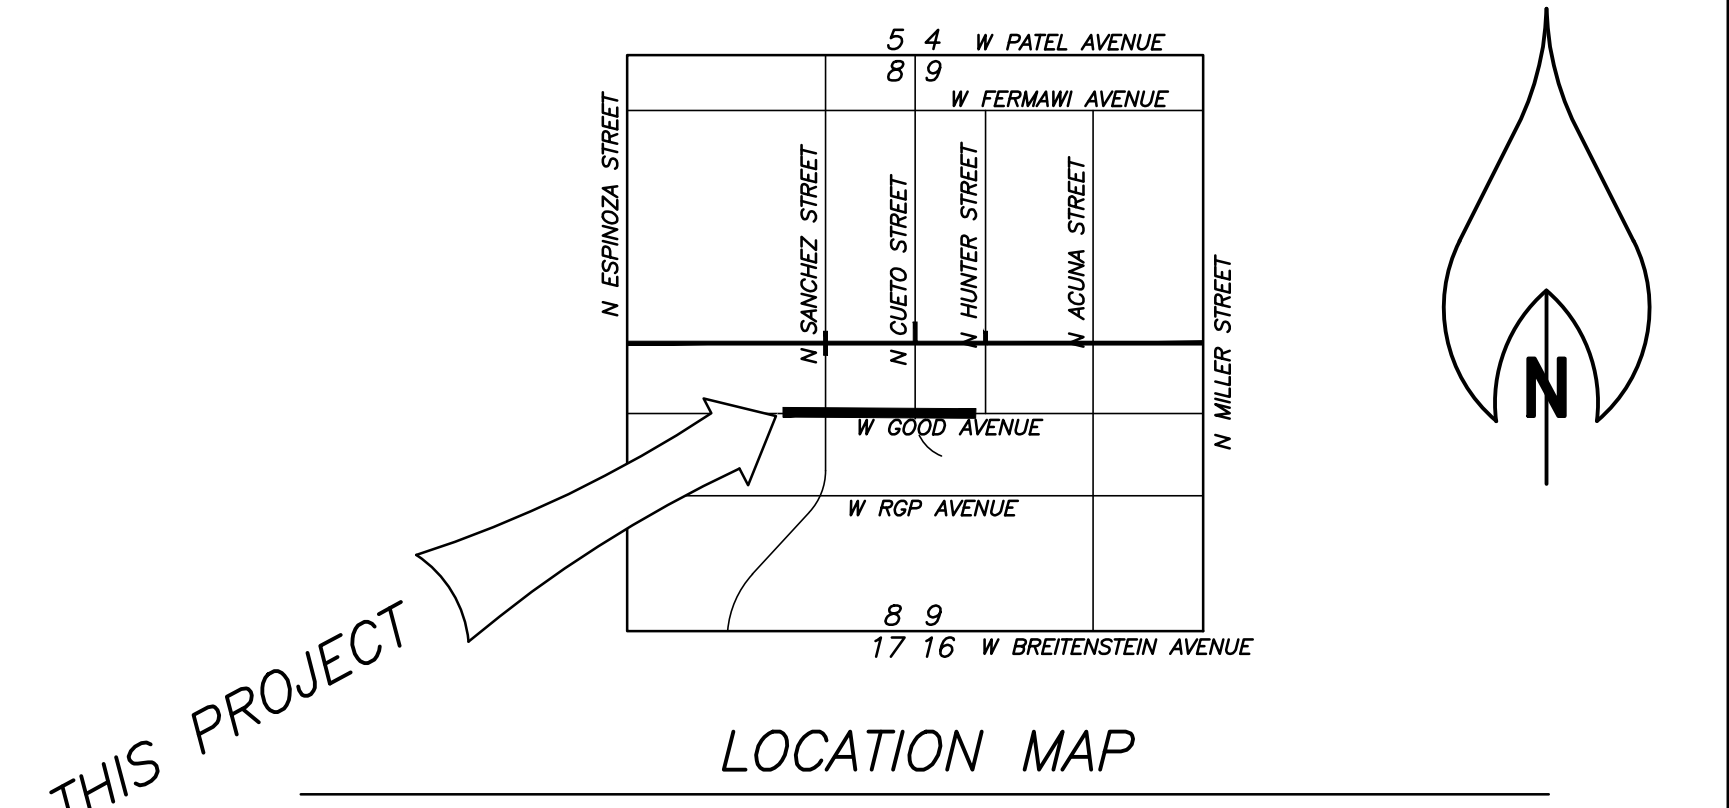 5 4 W PATEL AVENUE
8 9
W FERMAWI AVENUE
N ESPINOZA STREET
N SANCHEZ STREET
N CUETO STREET
N HUNTER STREET
N ACUNA STREET
N MILLER STREET
N
W GOOD AVENUE
W RGP AVENUE
THIS PROJECT
8 9
17 16 W BREITENSTEIN AVENUE
LOCATION MAP